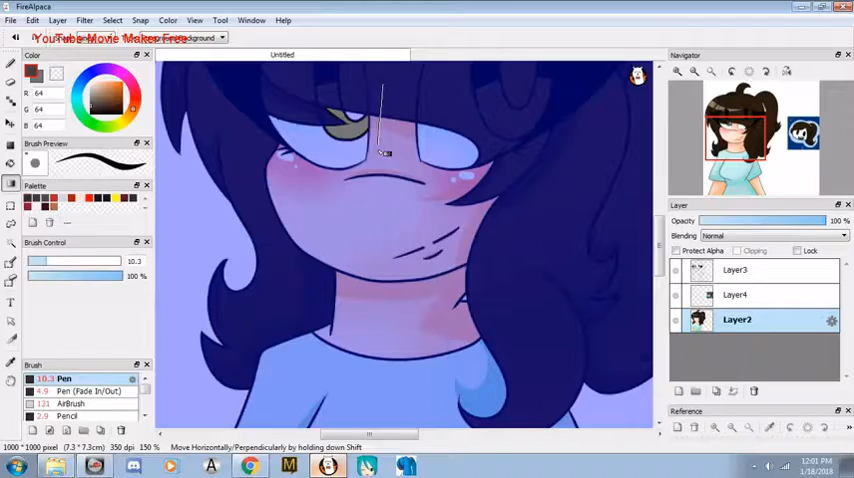 FireAlpaca
File Edit Layer Filter Select Snap Color View Tool Window Help
YouTube Movie Maker Free
Untitled
Color
R 64
G 64
B 64
Brush Preview
Palette
---
Brush Control
10.3
100 %
Brush
10.3 Pen
4.9 Pen (Fade In/Out)
131 AirBrush
2.9 Pencil
Navigator
Layer
Opacity 100 %
Blending Normal
Protect Alpha Clipping Lock
Layer3
Layer4
Layer2
Reference
1000 * 1000 pixel (7.3 * 7.3cm) 350 dpi 150 % Move Horizontally/Perpendicularly by holding down Shift
12:01 PM
1/18/2018